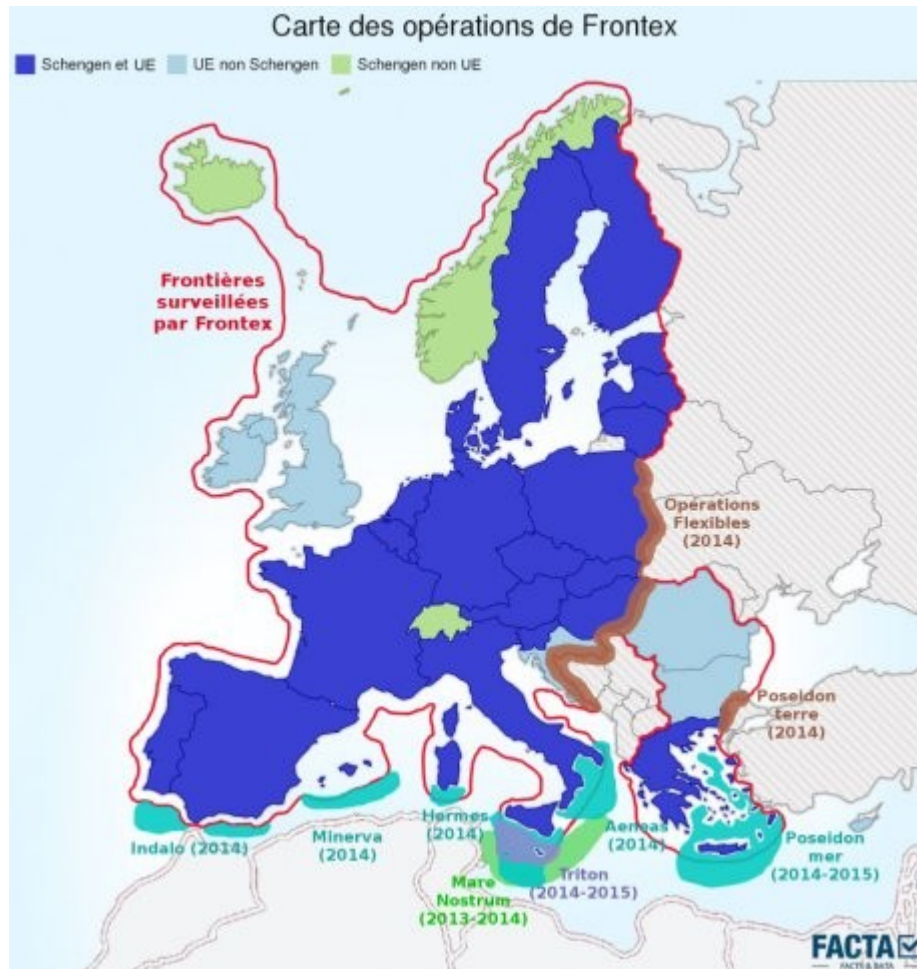 Carte des opérations de Frontex
Schengen et UE
UE non Schengen
Schengen non UE
Frontières
surveillées
par Frontex
Opérations
Flexibles
(2014)
Poseidon
terre
(2014)
Indalo (2014)
Minerva
(2014)
Hermes
(2014)
Aeneas
(2014)
Poseidon
mer
(2014-2015)
Mare
Nostrum
(2013-2014)
Triton
(2014-2015)
FACTA
FACTS & DATA